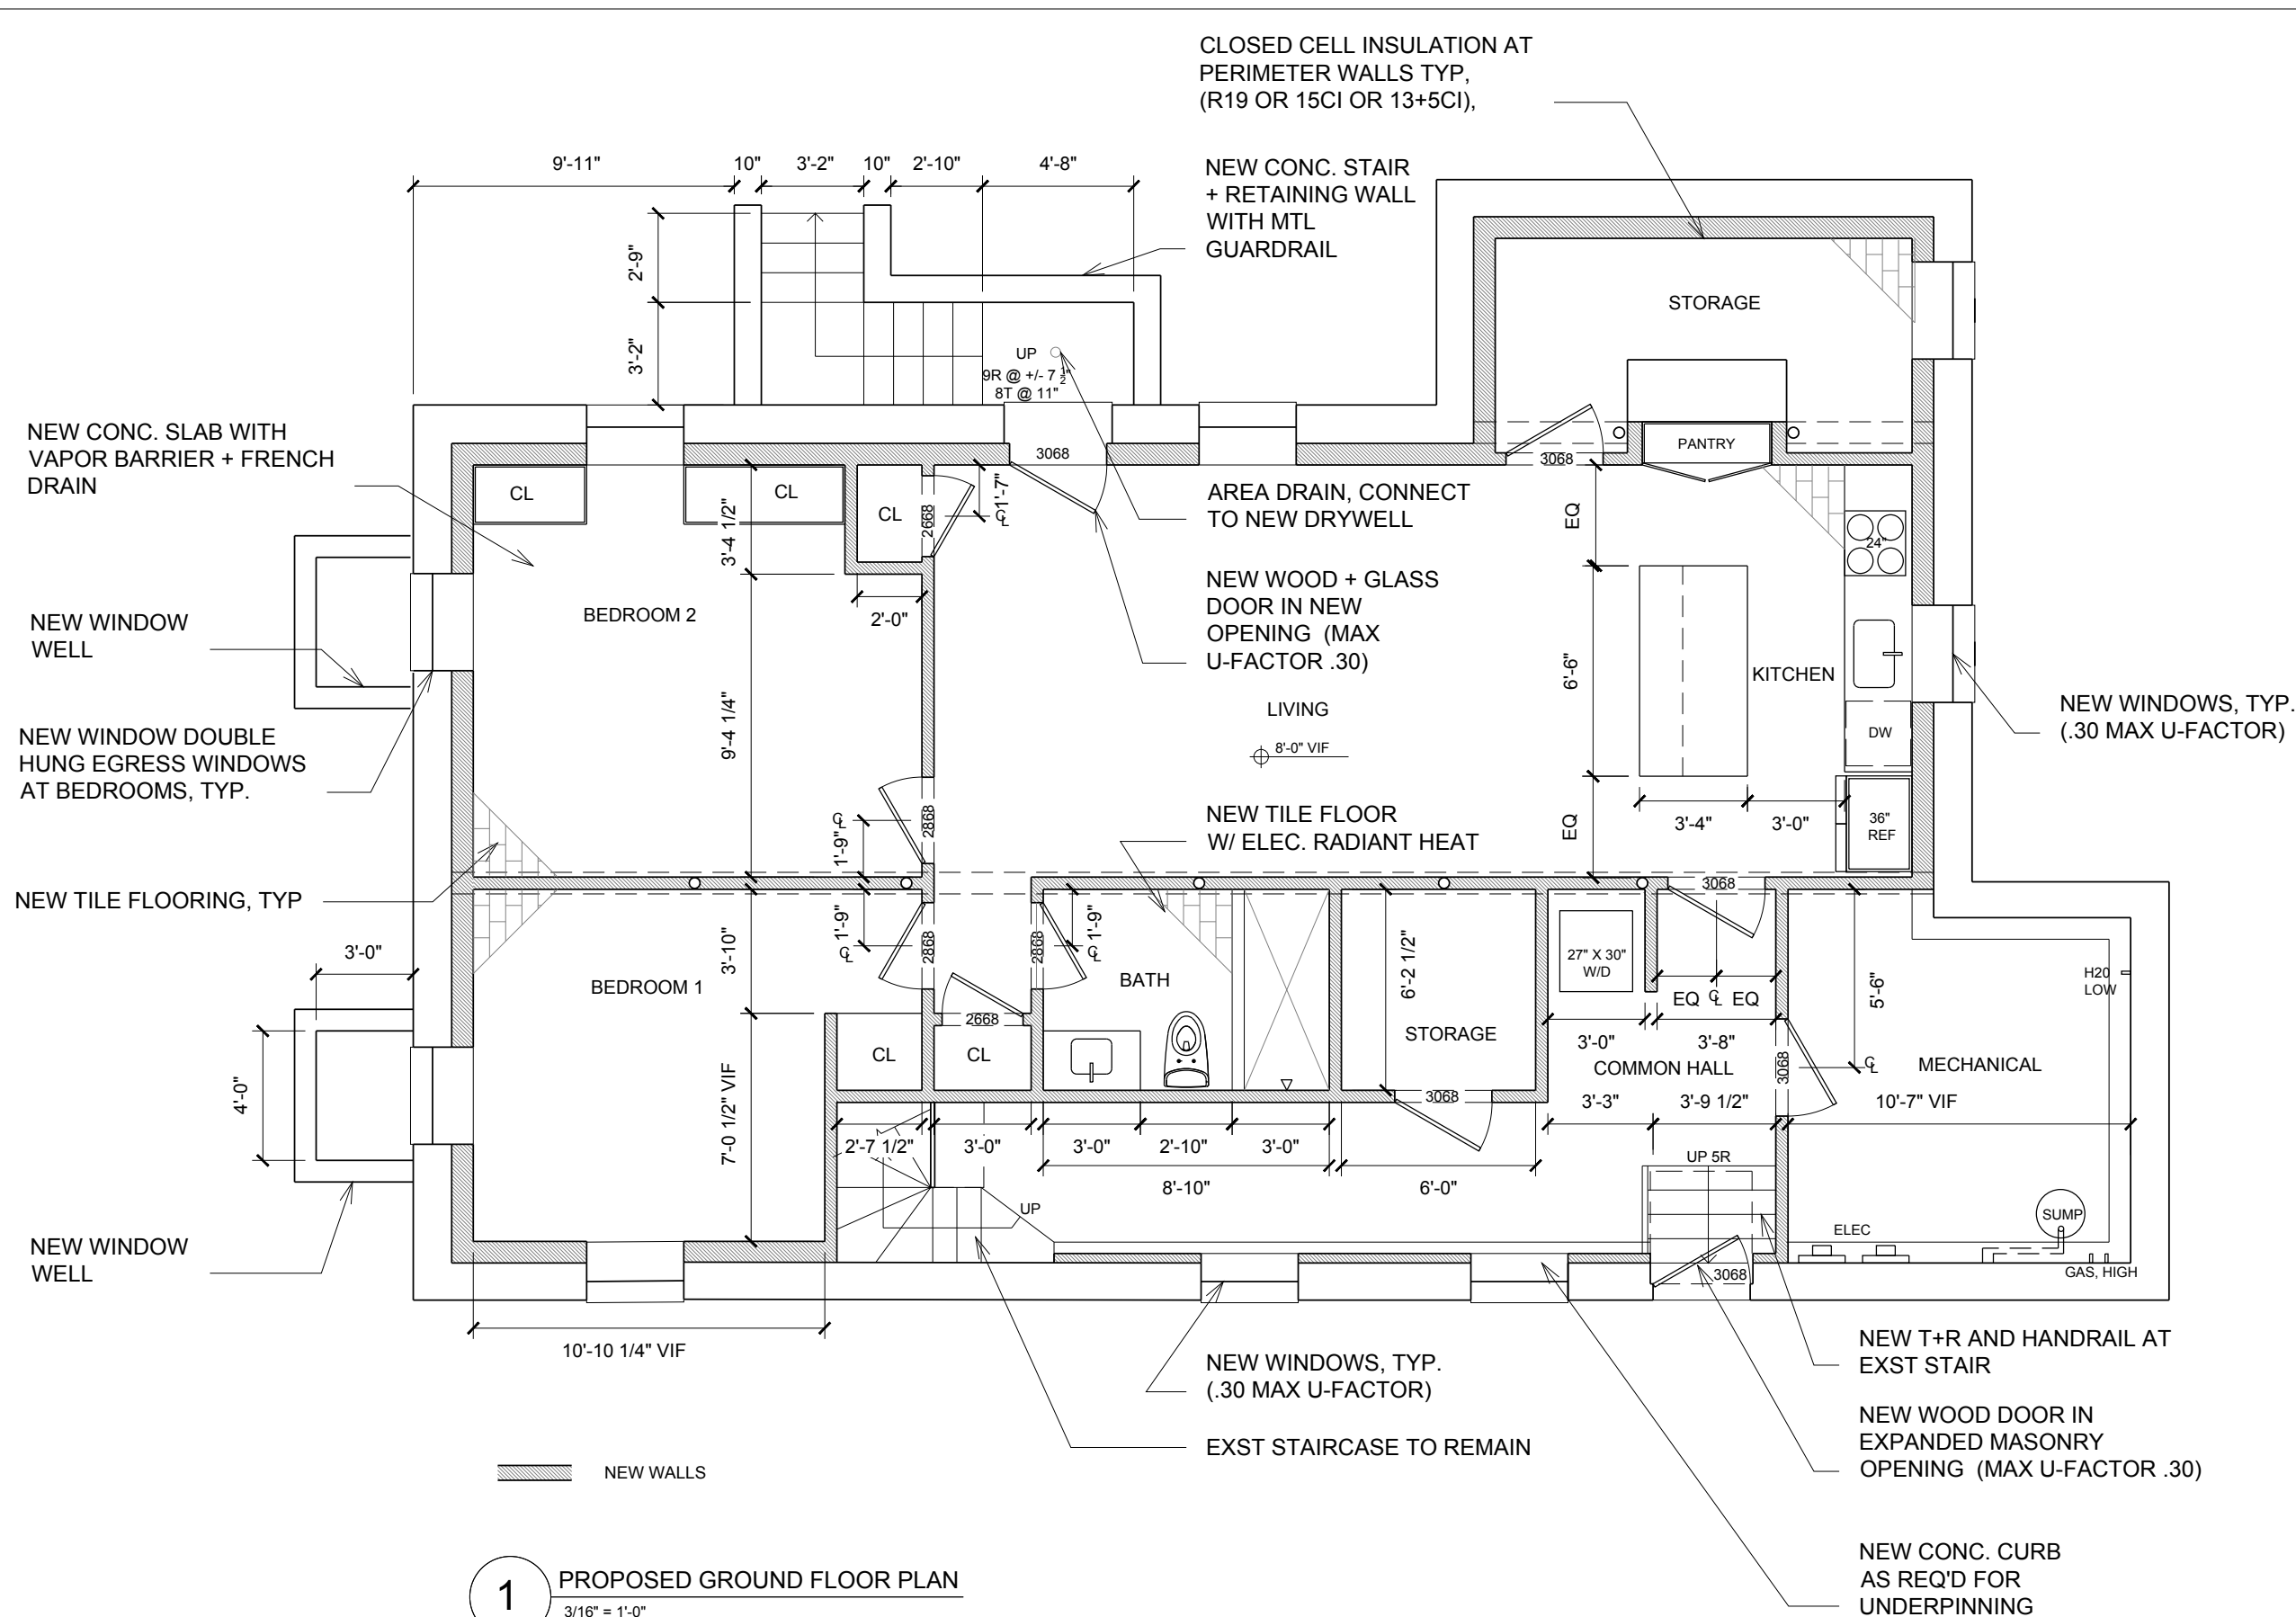 CLOSED CELL INSULATION AT
PERIMETER WALLS TYP,
(R19 OR 15CI OR 13+5CI),
9'-11"
10"
3'-2"
10"
2'-10"
4'-8"
NEW CONC. STAIR
+ RETAINING WALL
WITH MTL
GUARDRAIL
2'-9"
3'-2"
UP
9R @ +/- 7 1/2"
8T @ 11"
STORAGE
PANTRY
3068
3068
NEW CONC. SLAB WITH
VAPOR BARRIER + FRENCH
DRAIN
CL
CL
CL
2668
1'-7"
CL
3'-4 1/2"
2'-0"
AREA DRAIN, CONNECT
TO NEW DRYWELL
EQ
24"
NEW WINDOW
WELL
BEDROOM 2
NEW WOOD + GLASS
DOOR IN NEW
OPENING (MAX
U-FACTOR .30)
6'-6"
KITCHEN
DW
NEW WINDOWS, TYP.
(.30 MAX U-FACTOR)
NEW WINDOW DOUBLE
HUNG EGRESS WINDOWS
AT BEDROOMS, TYP.
9'-4 1/4"
LIVING
8'-0" VIF
NEW TILE FLOOR
W/ ELEC. RADIANT HEAT
2868
CL
1'-9"
EQ
3'-4"
3'-0"
36"
REF
NEW TILE FLOORING, TYP
3068
3'-0"
BEDROOM 1
3'-10"
1'-9"
CL
2868
2868
1'-9"
CL
BATH
6'-2 1/2"
STORAGE
27" X 30"
W/D
EQ
CL
EQ
5'-6"
H20
LOW
2668
CL
CL
3'-0"
3'-8"
COMMON HALL
3068
CL
MECHANICAL
4'-0"
7'-0 1/2" VIF
3068
3'-3"
3'-9 1/2"
10'-7" VIF
2'-7 1/2"
3'-0"
3'-0"
2'-10"
3'-0"
UP 5R
8'-10"
6'-0"
UP
SUMP
ELEC
NEW WINDOW
WELL
3068
GAS, HIGH
10'-10 1/4" VIF
NEW WINDOWS, TYP.
(.30 MAX U-FACTOR)
NEW T+R AND HANDRAIL AT
EXST STAIR
EXST STAIRCASE TO REMAIN
NEW WOOD DOOR IN
EXPANDED MASONRY
OPENING (MAX U-FACTOR .30)
NEW WALLS
NEW CONC. CURB
AS REQ'D FOR
UNDERPINNING
1
PROPOSED GROUND FLOOR PLAN
3/16" = 1'-0"